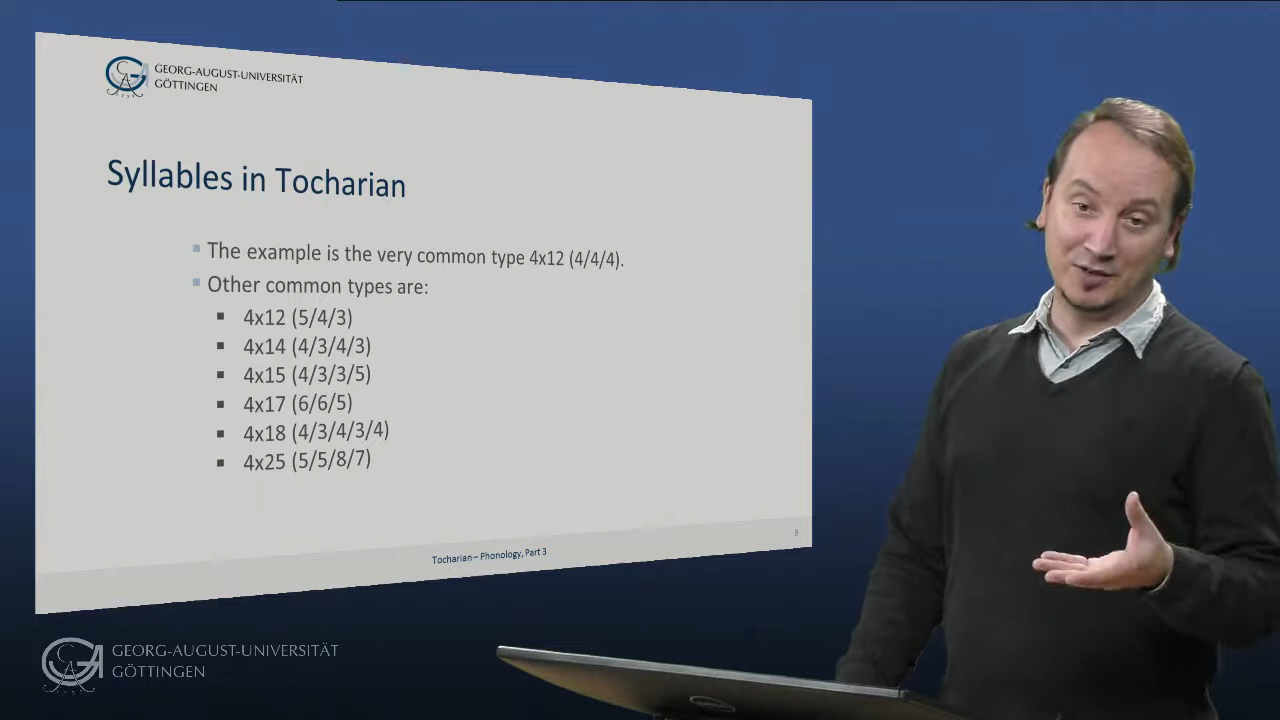 GEORG-AUGUST-UNIVERSITÄT
GÖTTINGEN
Syllables in Tocharian
The example is the very common type 4x12 (4/4/4).
Other common types are:
4x12 (5/4/3)
4x14 (4/3/4/3)
4x15 (4/3/3/5)
4x17 (6/6/5)
4x18 (4/3/4/3/4)
4x25 (5/5/8/7)
Tocharian – Phonology, Part 3
9
GEORG-AUGUST-UNIVERSITÄT
GÖTTINGEN